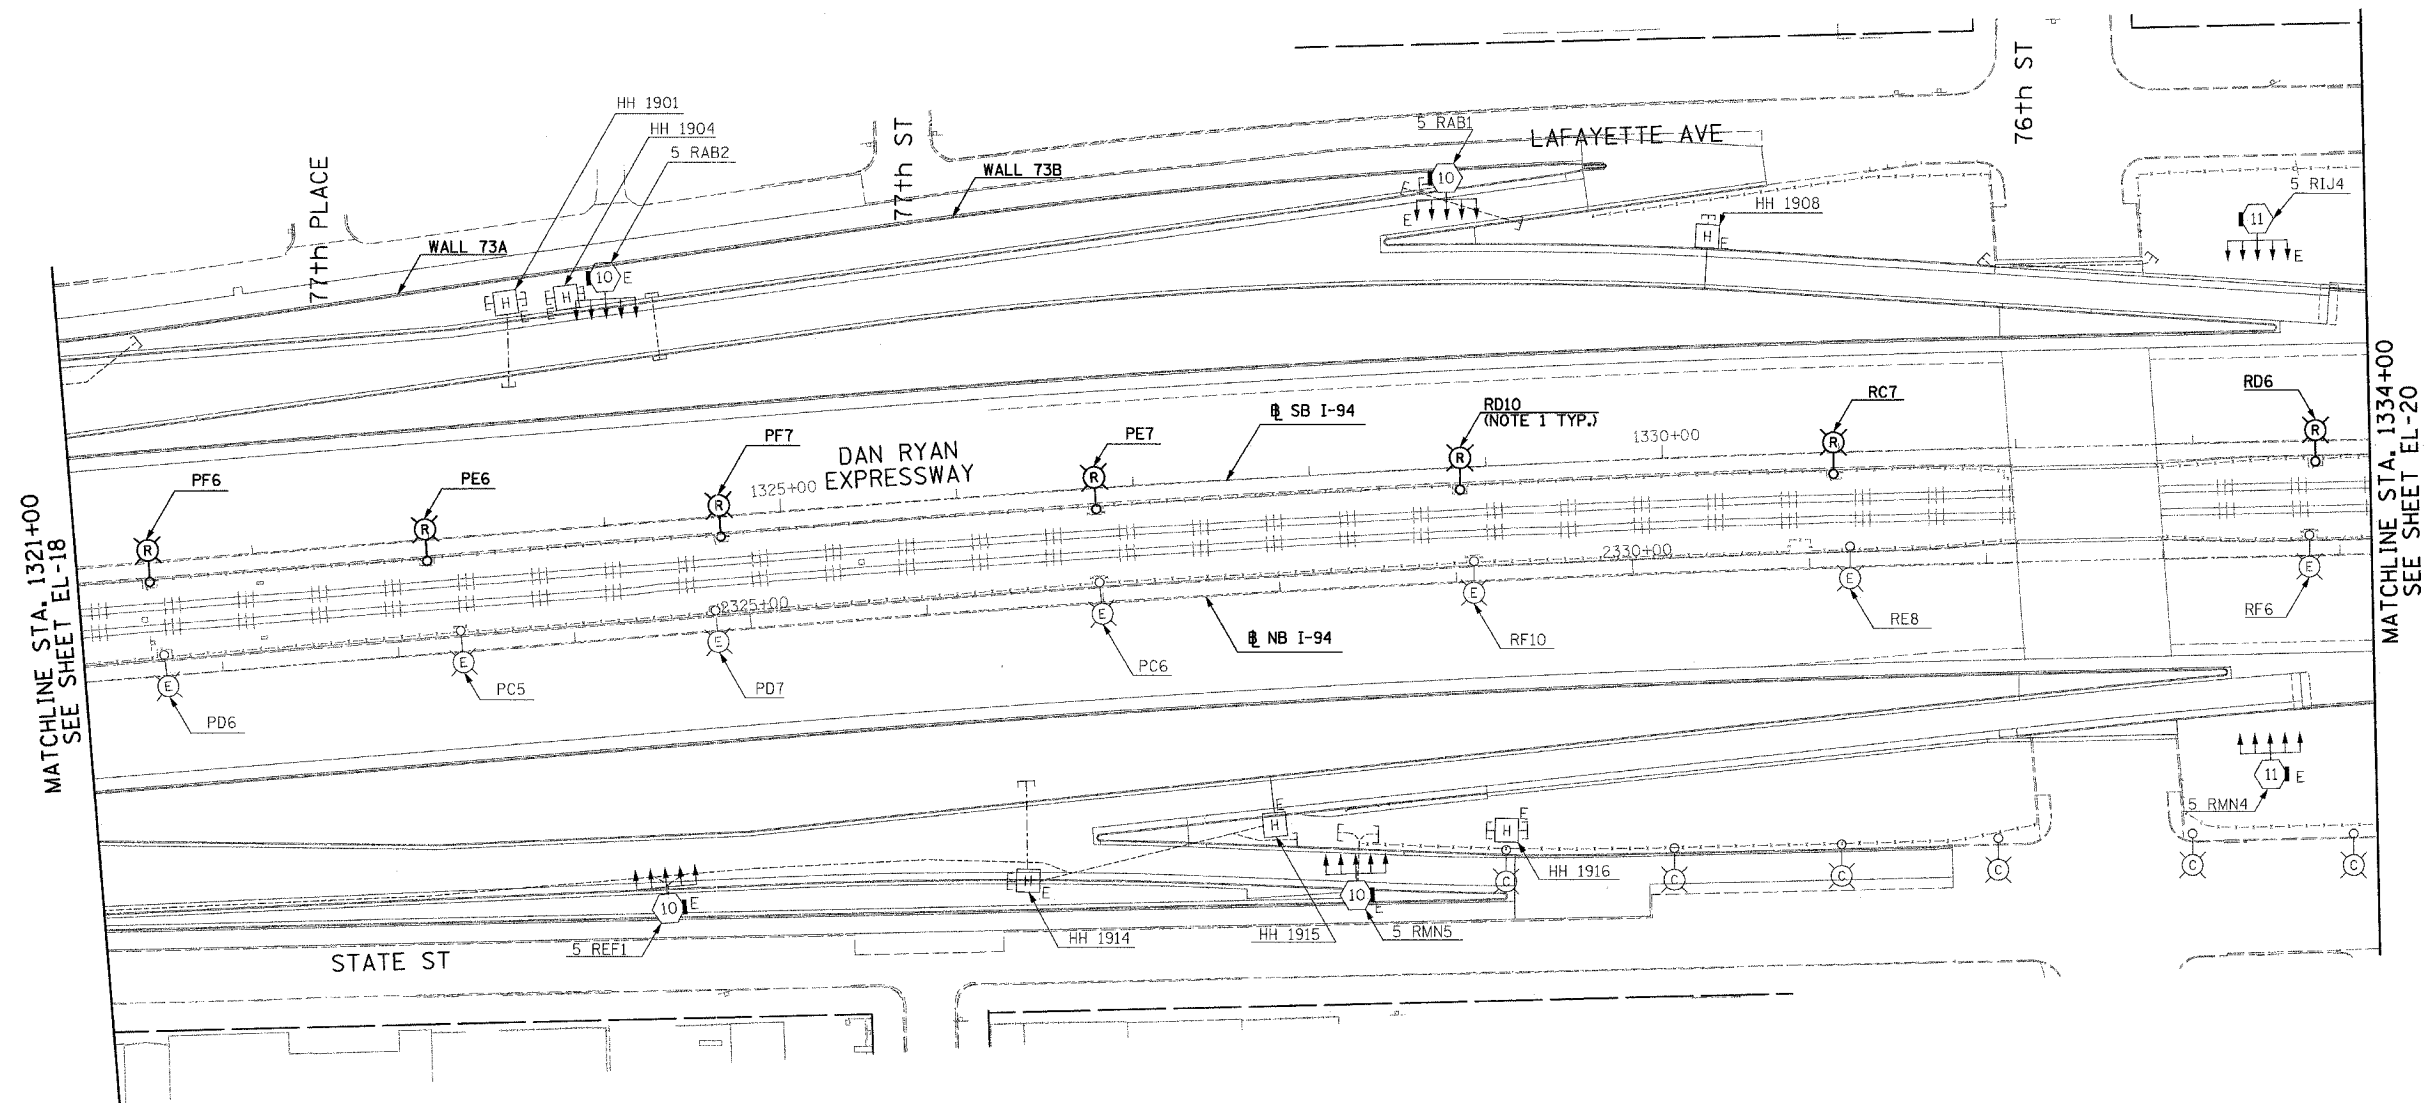 HH 1901
HH 1904
5 RAB2
77th PLACE
77th ST
WALL 73A
WALL 73B
5 RAB1
LAFAYETTE AVE
76th ST
HH 1908
5 RIJ4
H
E
E
E
H
E
E
10
E
10
E
E
H
E
11
E
MATCHLINE STA. 1321+00
SEE SHEET EL-18
PF6
R
PE6
R
PF7
R
1325+00
DAN RYAN
EXPRESSWAY
PE7
R
℄ SB I-94
RD10
(NOTE 1 TYP.)
R
1330+00
RC7
R
RD6
R
MATCHLINE STA. 1334+00
SEE SHEET EL-20
2325+00
2330+00
E
PD6
E
PC5
E
PD7
E
PC6
℄ NB I-94
E
RF10
E
RE8
E
RF6
11
E
5 RMN4
10
E
5 REF1
H
E
HH 1914
E
H
HH 1915
10
E
5 RMN5
H
E
HH 1916
C
C
C
C
C
C
STATE ST